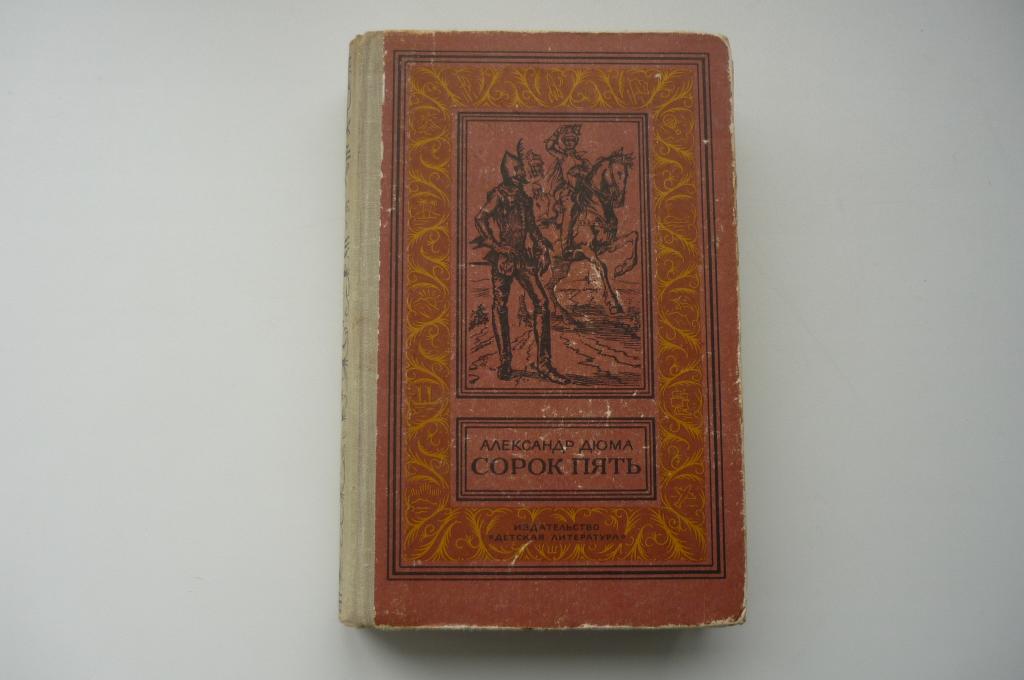 АЛЕКСАНДР ДЮМА
СОРОК ПЯТЬ
ИЗДАТЕЛЬСТВО
"ДЕТСКАЯ ЛИТЕРАТУРА"